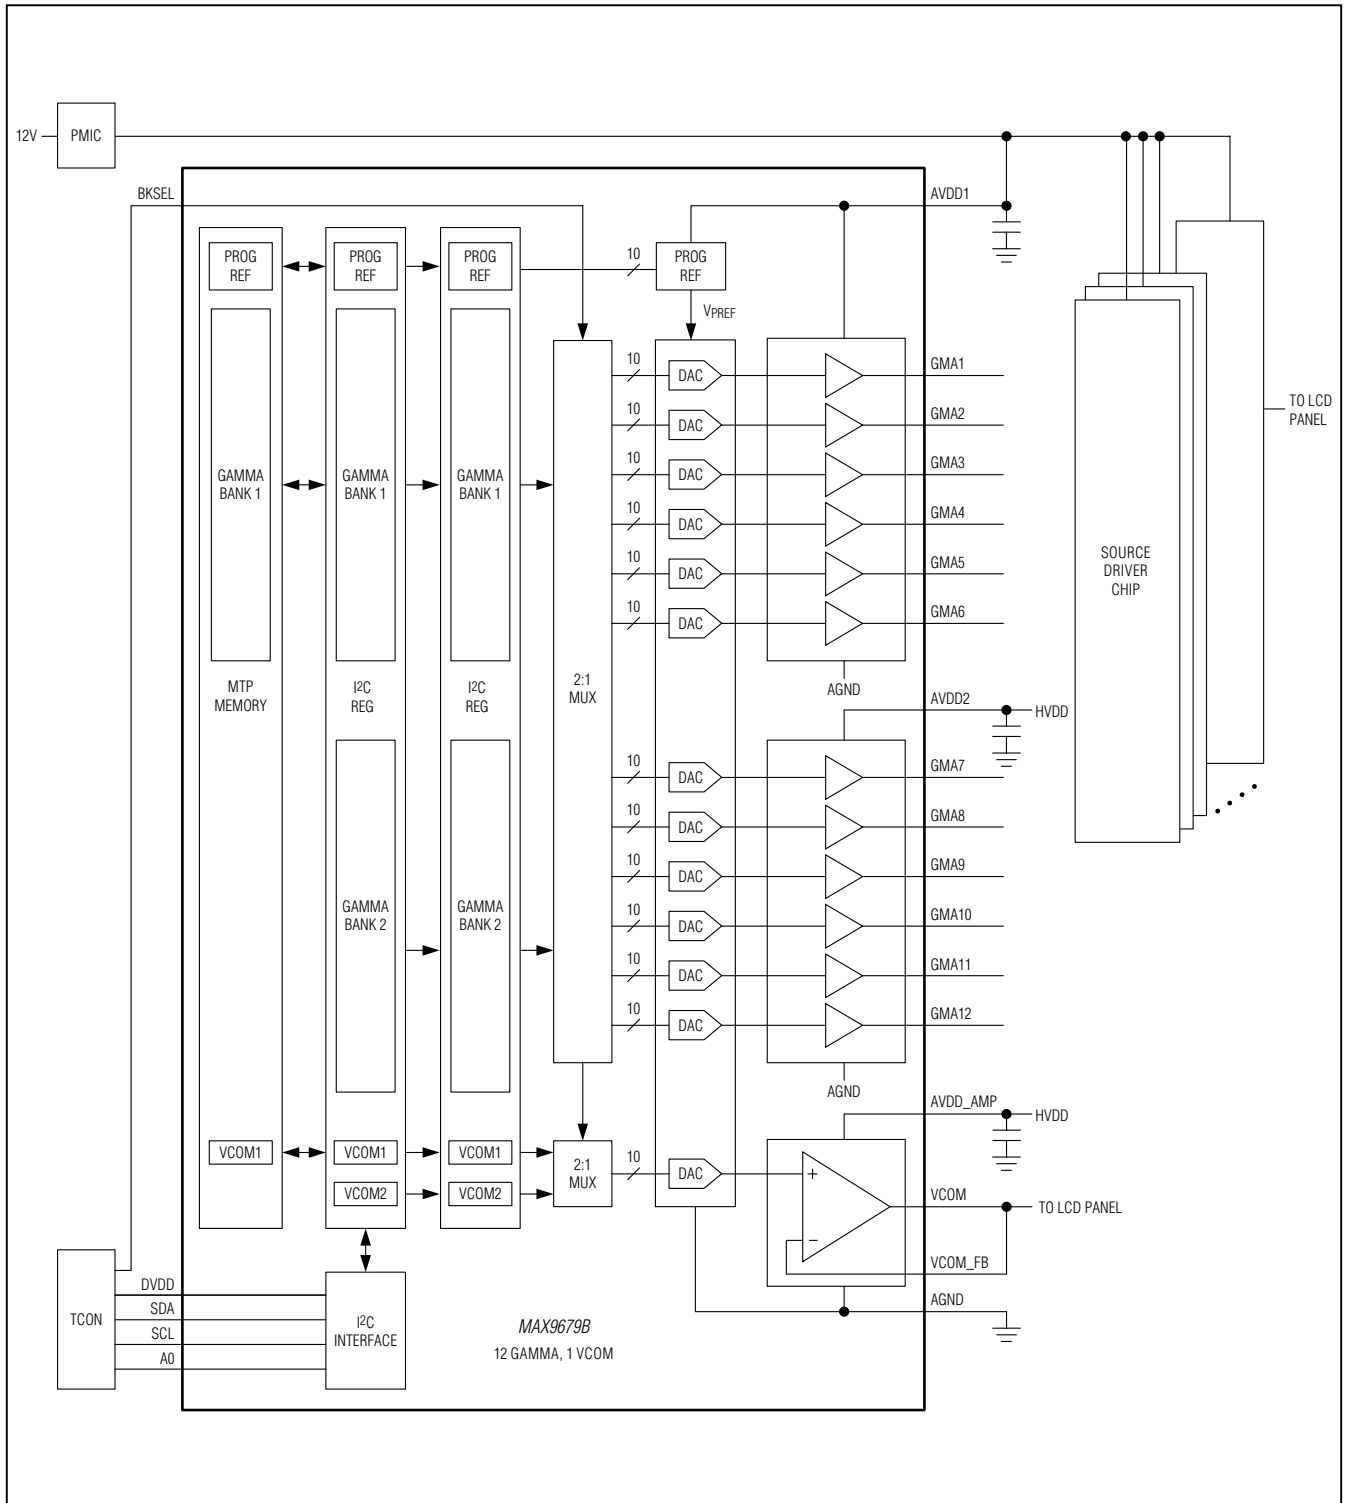 12V
PMIC
BKSEL
AVDD1
PROG
REF
PROG
REF
PROG
REF
10
PROG
REF
VPREF
GAMMA
BANK 1
GAMMA
BANK 1
GAMMA
BANK 1
MTP
MEMORY
I2C
REG
I2C
REG
2:1
MUX
10
DAC
GMA1
10
DAC
GMA2
10
DAC
GMA3
10
DAC
GMA4
10
DAC
GMA5
10
DAC
GMA6
AGND
AVDD2
HVDD
TO LCD
PANEL
SOURCE
DRIVER
CHIP
10
DAC
GMA7
10
DAC
GMA8
10
DAC
GMA9
10
DAC
GMA10
10
DAC
GMA11
10
DAC
GMA12
GAMMA
BANK 2
GAMMA
BANK 2
AGND
AVDD_AMP
HVDD
VCOM1
VCOM1
VCOM1
VCOM2
VCOM2
2:1
MUX
10
DAC
+
−
VCOM
TO LCD PANEL
VCOM_FB
AGND
TCON
DVDD
SDA
SCL
A0
I2C
INTERFACE
MAX9679B
12 GAMMA, 1 VCOM